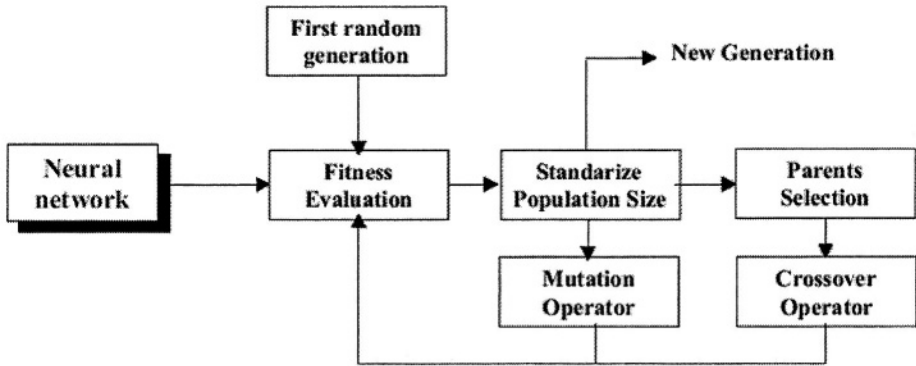 First random
generation
New Generation
Neural
network
Fitness
Evaluation
Standarize
Population Size
Parents
Selection
Mutation
Operator
Crossover
Operator